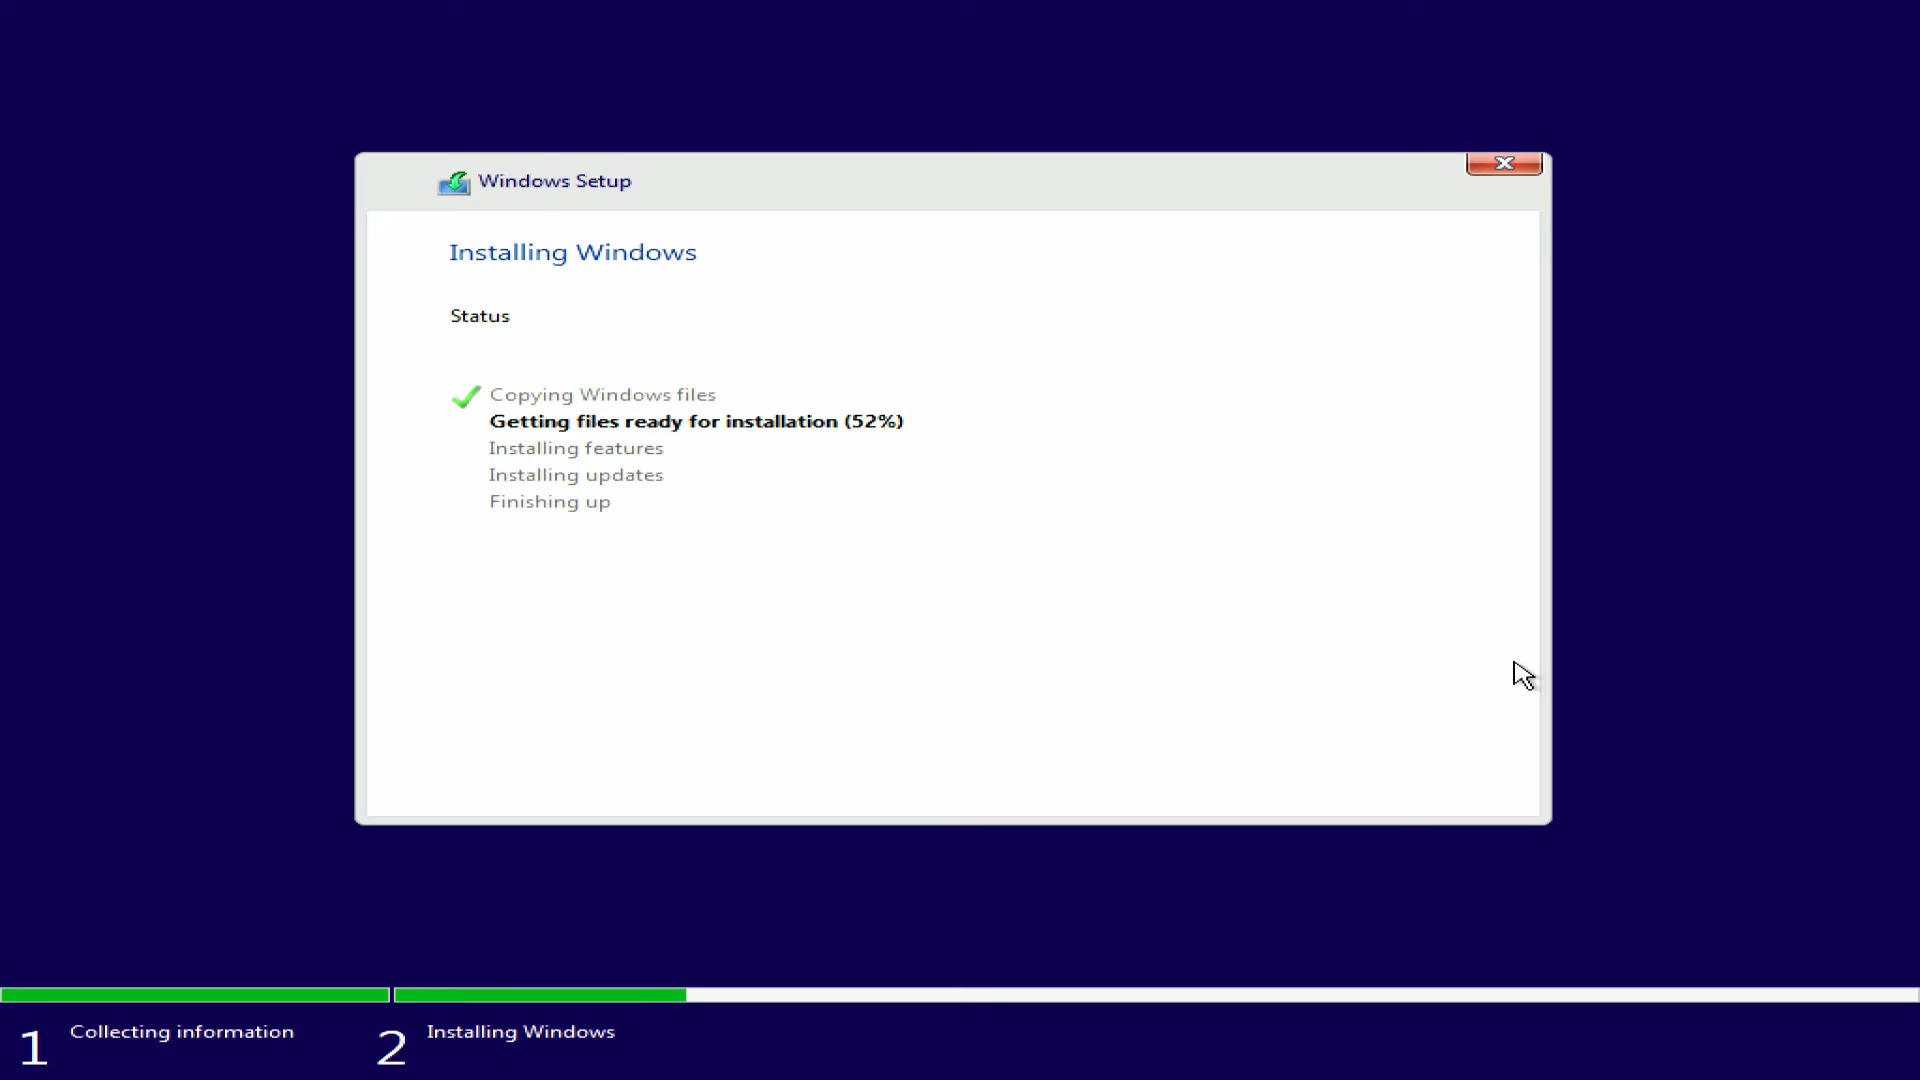 Windows Setup
Installing Windows
Status
Copying Windows files
Getting files ready for installation (52%)
Installing features
Installing updates
Finishing up
1 Collecting information
2 Installing Windows